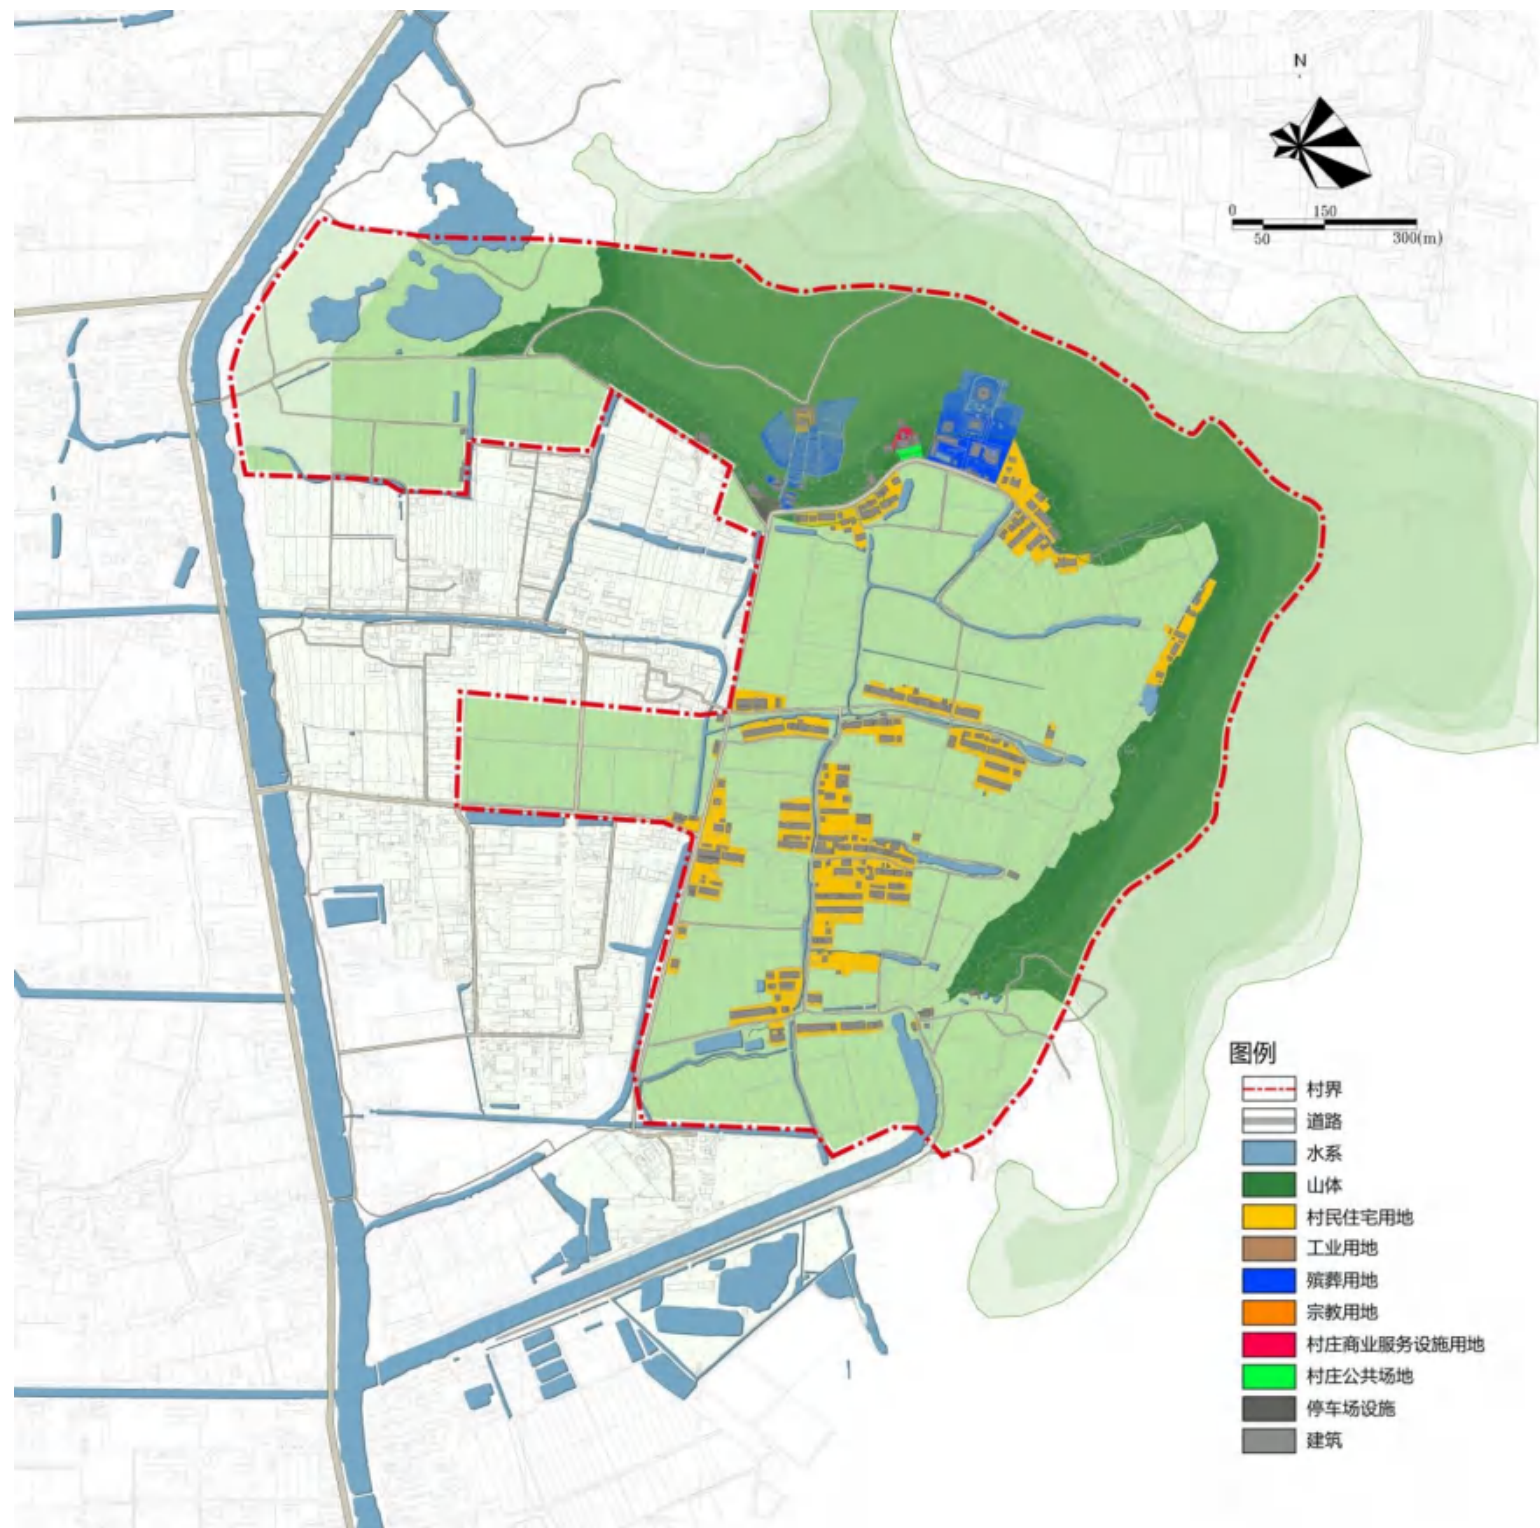 N
0 150
50 300(m)
图例
村界
道路
水系
山体
村民住宅用地
工业用地
殡葬用地
宗教用地
村庄商业服务设施用地
村庄公共场地
停车场设施
建筑